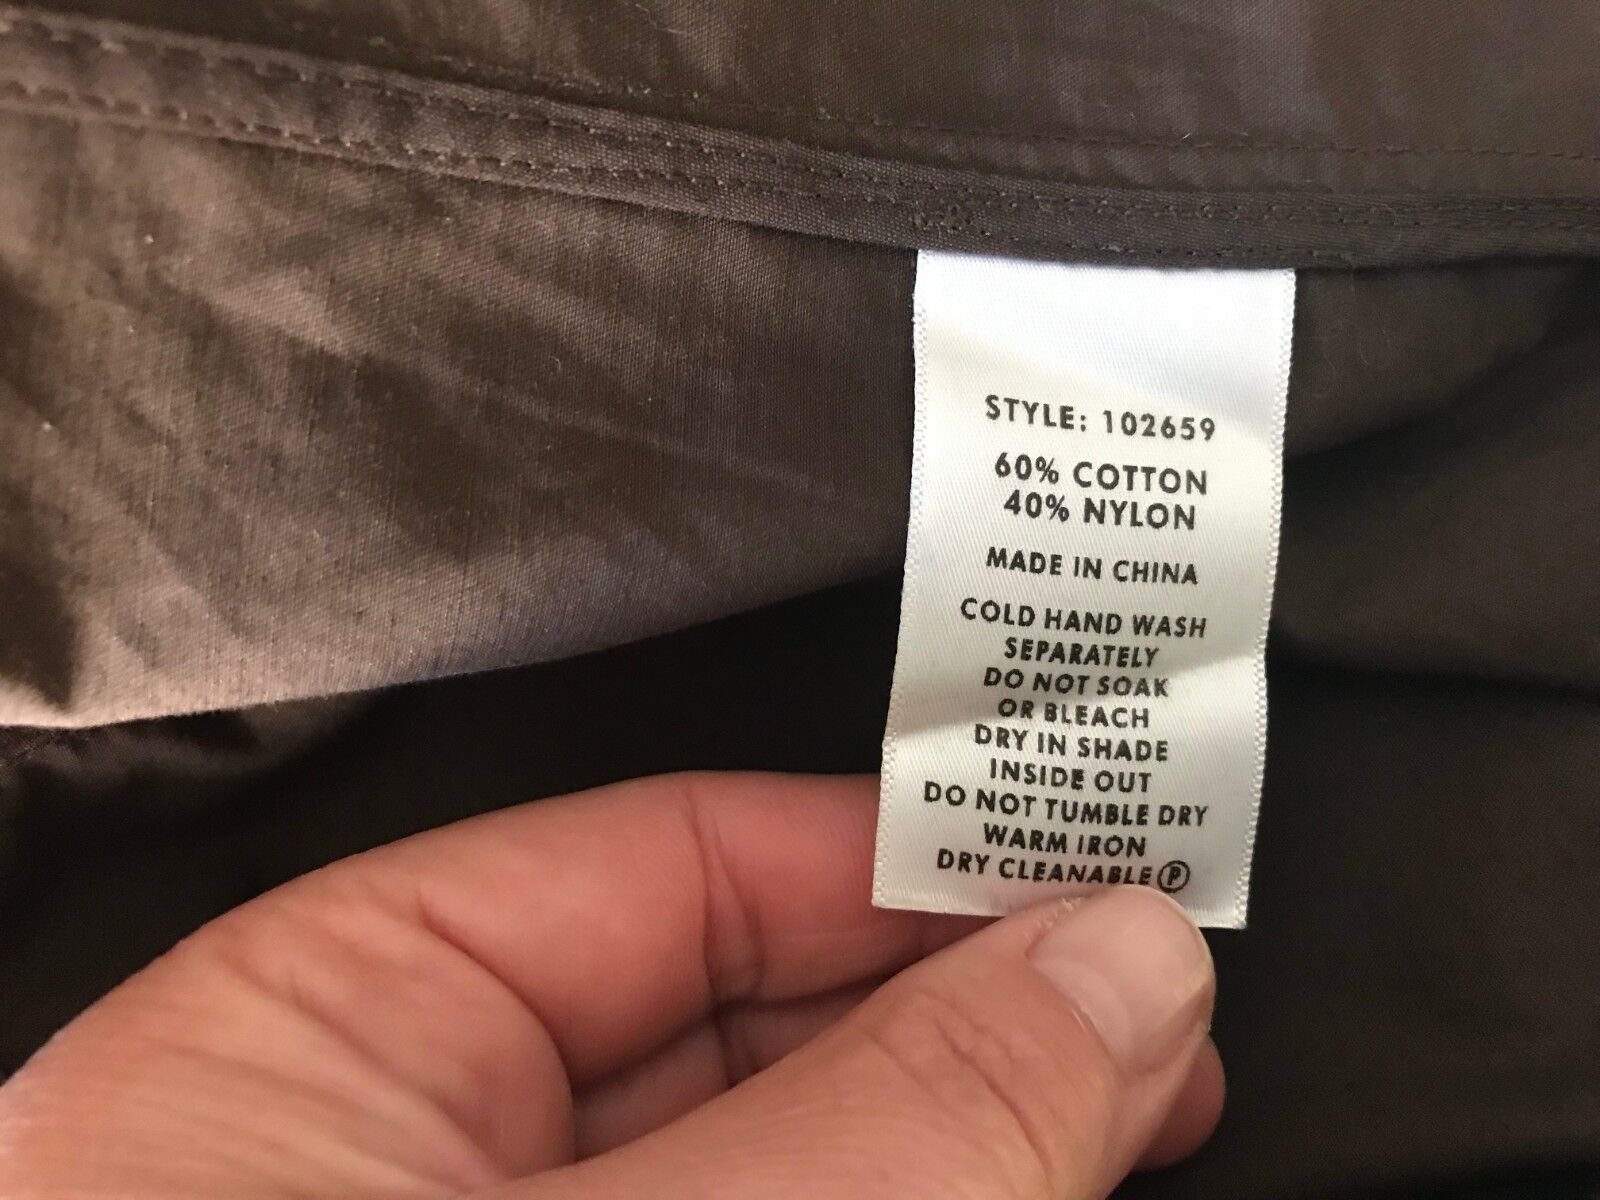 STYLE: 102659
60% COTTON
40% NYLON
MADE IN CHINA
COLD HAND WASH
SEPARATELY
DO NOT SOAK
OR BLEACH
DRY IN SHADE
INSIDE OUT
DO NOT TUMBLE DRY
WARM IRON
DRY CLEANABLE Ⓟ